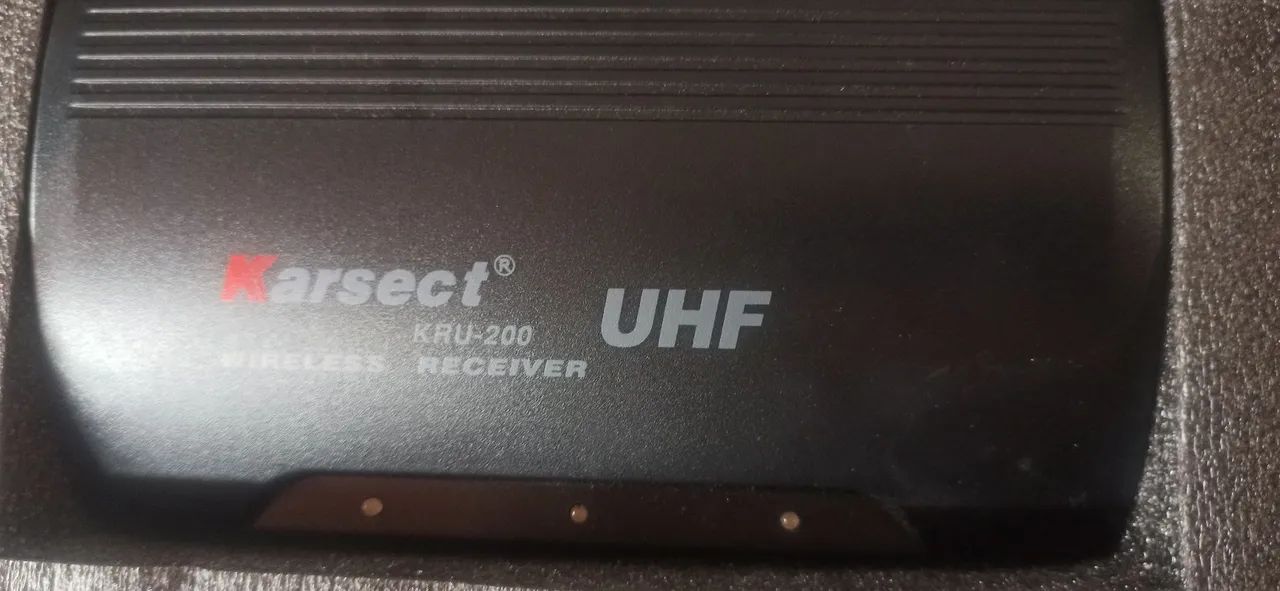 Karsect®
KRU-200
UHF
WIRELESS RECEIVER